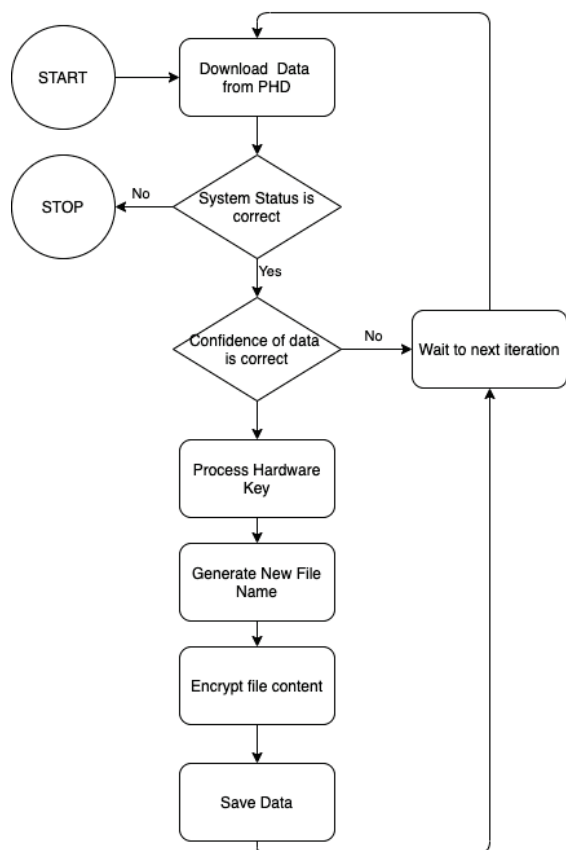 START
Download Data
from PHD
STOP
No
System Status is
correct
Yes
Confidence of data
is correct
No
Wait to next iteration
Process Hardware
Key
Generate New File
Name
Encrypt file content
Save Data